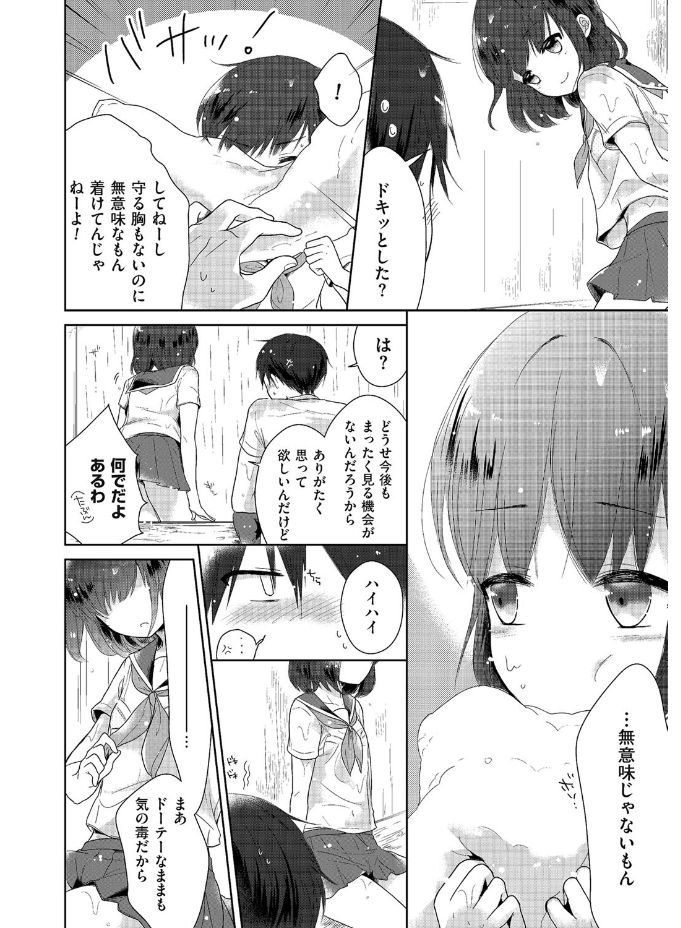 ドキッとした？
バサッ…！
！
してねーし
守る胸もないのに
無意味なもん
着けてんじゃ
ねーよ！
…無意味じゃないもん
は？
どうせ今後も
まったく見る機会が
ないんだろうから
ありがたく
思って
欲しいんだけど
何でだよ
あるわ
（たぶん）
ハイハイ
…
――…
まあ
ドーテーなままも
気の毒だから